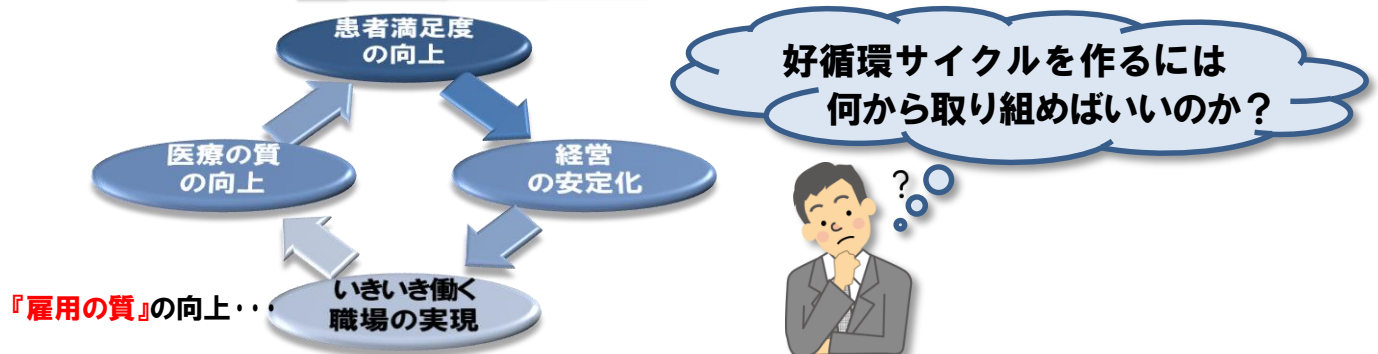 患者満足度
の向上
医療の質
の向上
経営
の安定化
いきいき働く
職場の実現
『雇用の質』の向上・・・
好循環サイクルを作るには
何から取り組めばいいのか？
?